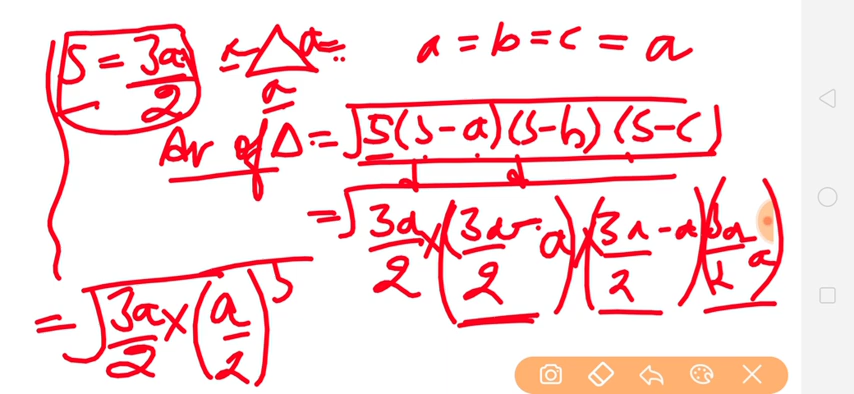 S = 3a/2
a a
a
a = b = c = a
Ar of Δ = √S(S-a)(S-b)(S-c)
= √3a/2 × (3a/2 - a) × (3a/2 - a)(3a/2 a)
= √3a/2 × (a/2)^3